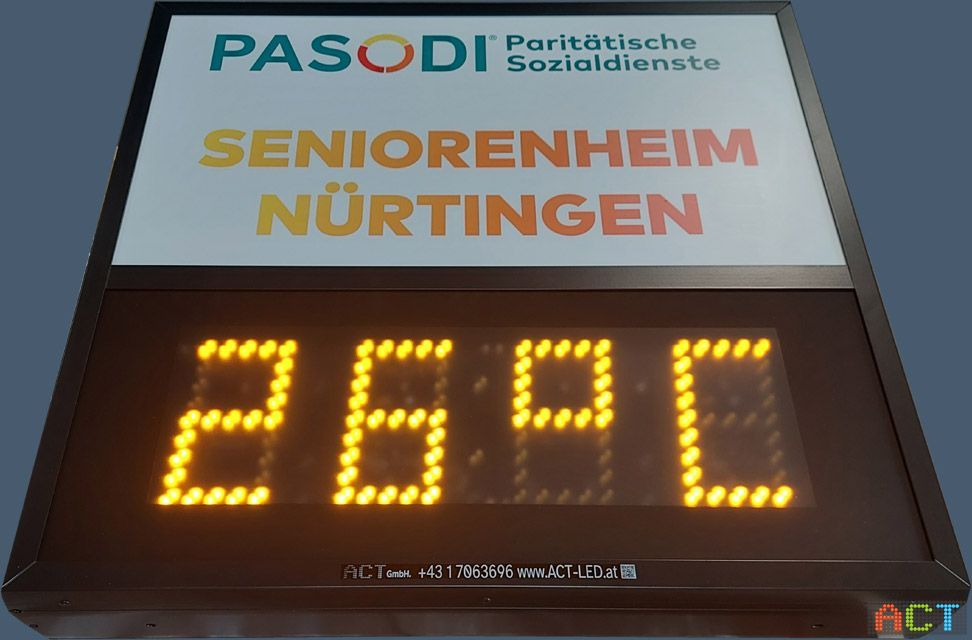 PASODI® Paritätische
Sozialdienste
SENIORENHEIM
NÜRTINGEN
26°C
ACT GmbH. +43 1 7063696 www.ACT-LED.at
ACT